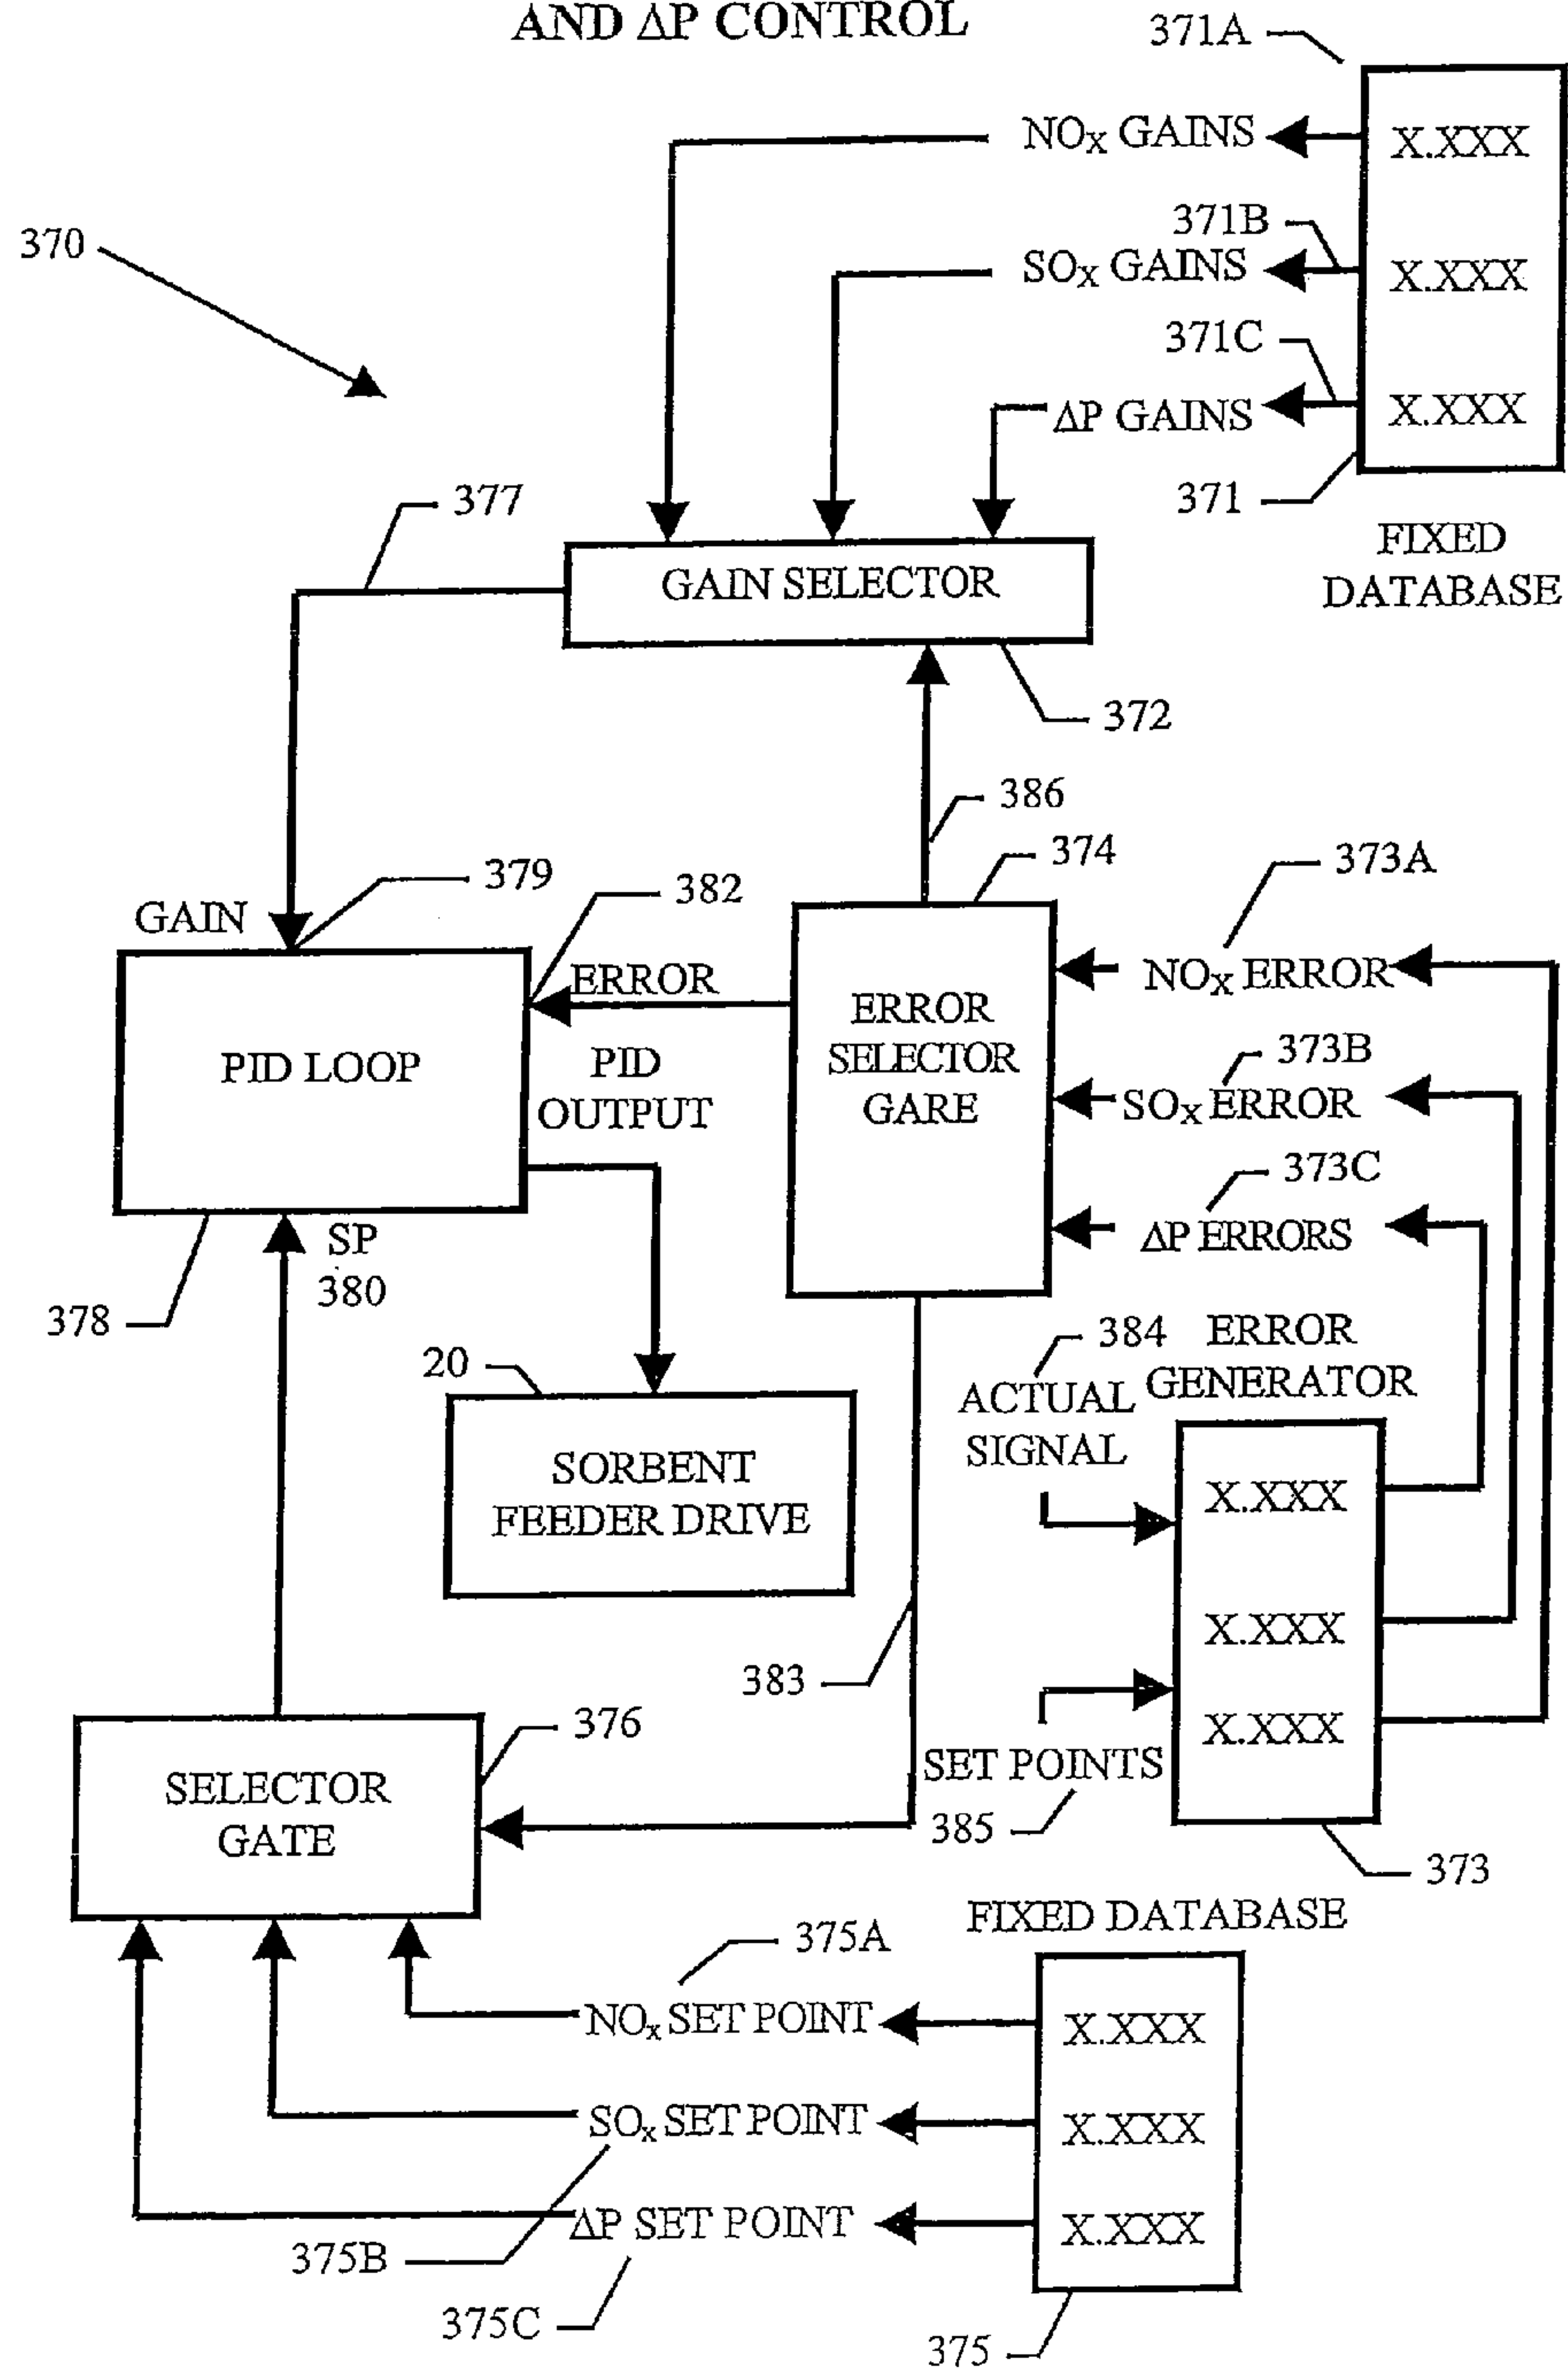 AND ΔP CONTROL
371A
NOX GAINS
X.XXX
370
371B
SOX GAINS
X.XXX
371C
ΔP GAINS
X.XXX
377
371
FIXED
DATABASE
GAIN SELECTOR
372
386
374
373A
379
382
GAIN
ERROR
NOX ERROR
ERROR
SELECTOR
GARE
PID LOOP
PID
OUTPUT
373B
SOX ERROR
373C
ΔP ERRORS
SP
380
378
384
ERROR
GENERATOR
20
ACTUAL
SIGNAL
SORBENT
FEEDER DRIVE
X.XXX
X.XXX
383
376
X.XXX
SET POINTS
SELECTOR
GATE
385
373
FIXED DATABASE
375A
NOx SET POINT
X.XXX
SOx SET POINT
X.XXX
ΔP SET POINT
X.XXX
375B
375C
375